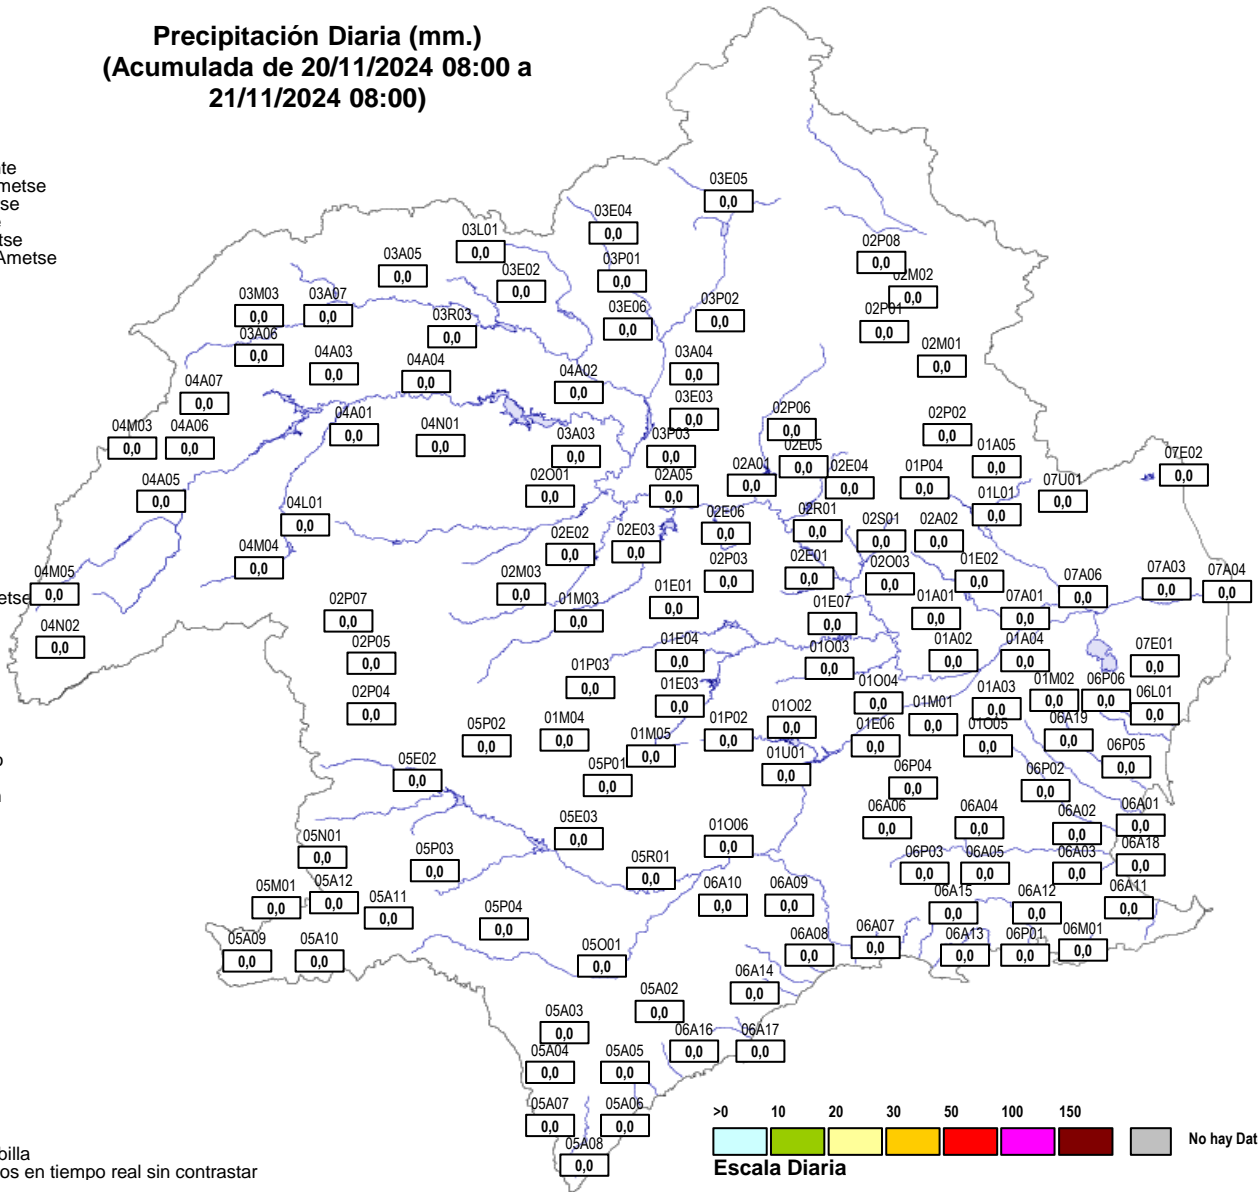 Precipitación Diaria (mm.)
(Acumulada de 20/11/2024 08:00 a
21/11/2024 08:00)
03E05
0,0
03E04
0,0
03L01
0,0
03P01
0,0
03A05
0,0
03E02
0,0
02P08
0,0
02M02
0,0
03M03
0,0
03A07
0,0
03P02
0,0
03E06
0,0
02P01
0,0
03R03
0,0
03A06
0,0
04A03
0,0
04A04
0,0
03A04
0,0
02M01
0,0
04A02
0,0
04A07
0,0
03E03
0,0
04A01
0,0
02P06
0,0
02P02
0,0
04M03
0,0
04A06
0,0
04N01
0,0
03A03
0,0
03P03
0,0
02E05
0,0
01A05
0,0
07E02
0,0
02O01
0,0
02A05
0,0
02A01
0,0
02E04
0,0
01P04
0,0
07U01
0,0
04A05
0,0
01L01
0,0
04L01
0,0
02E06
0,0
02R01
0,0
02S01
0,0
02A02
0,0
02E02
0,0
02E03
0,0
04M04
0,0
02P03
0,0
02E01
0,0
02O03
0,0
01E02
0,0
04M05
0,0
02M03
0,0
07A06
0,0
07A03
0,0
07A04
0,0
01E01
0,0
02P07
0,0
01M03
0,0
01E07
0,0
01A01
0,0
07A01
0,0
04N02
0,0
02P05
0,0
01E04
0,0
01O03
0,0
01A02
0,0
01A04
0,0
07E01
0,0
01P03
0,0
02P04
0,0
01E03
0,0
01O04
0,0
01A03
0,0
01M02
0,0
06P06
0,0
06L01
0,0
01O02
0,0
01M01
0,0
05P02
0,0
01M04
0,0
01P02
0,0
01E06
0,0
01O05
0,0
06A19
0,0
01M05
0,0
01U01
0,0
06P05
0,0
05E02
0,0
05P01
0,0
06P04
0,0
06P02
0,0
05E03
0,0
01O06
0,0
06A06
0,0
06A04
0,0
06A02
0,0
06A01
0,0
05N01
0,0
05P03
0,0
05R01
0,0
06P03
0,0
06A05
0,0
06A03
0,0
06A18
0,0
05M01
0,0
05A12
0,0
05A11
0,0
06A10
0,0
06A09
0,0
06A15
0,0
06A12
0,0
06A11
0,0
05P04
0,0
05A09
0,0
05A10
0,0
05O01
0,0
06A08
0,0
06A07
0,0
06A13
0,0
06P01
0,0
06M01
0,0
06A14
0,0
05A02
0,0
05A03
0,0
06A16
0,0
06A17
0,0
05A04
0,0
05A05
0,0
05A07
0,0
05A06
0,0
05A08
0,0
>0 10 20 30 50 100 150
No hay Dat
Escala Diaria
nte
metse
se
tse
Ametse
etse
billa
os en tiempo real sin contrastar